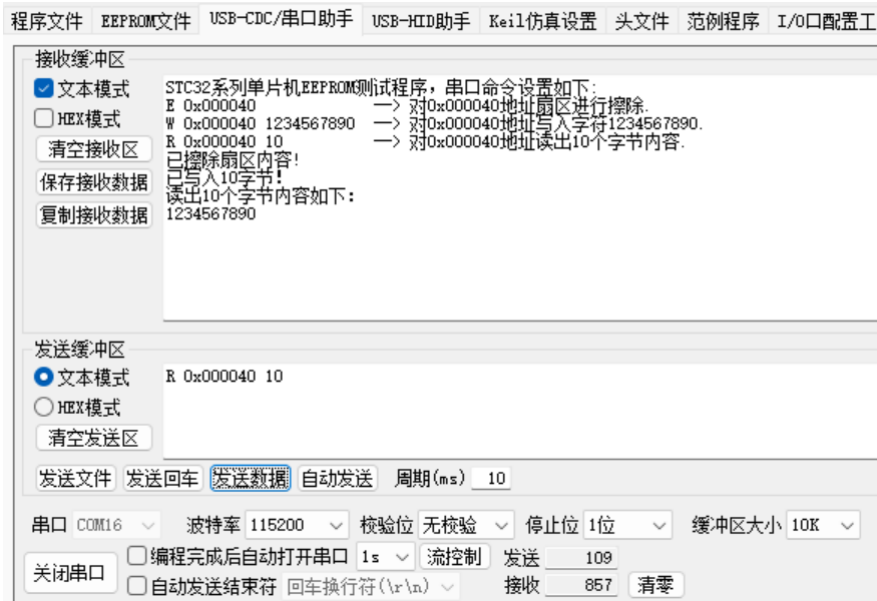 程序文件 EEPROM文件 USB-CDC/串口助手 USB-HID助手 Keil仿真设置 头文件 范例程序 I/O口配置工
接收缓冲区
文本模式
HEX模式
清空接收区
保存接收数据
复制接收数据
STC32系列单片机EEPROM测试程序，串口命令设置如下:
E 0x000040 —> 对0x000040地址扇区进行擦除.
W 0x000040 1234567890 —> 对0x000040地址写入字符1234567890.
R 0x000040 10 —> 对0x000040地址读出10个字节内容.
已擦除扇区内容!
已写入10字节!
读出10个字节内容如下：
1234567890
发送缓冲区
文本模式
HEX模式
清空发送区
R 0x000040 10
发送文件 发送回车 发送数据 自动发送 周期(ms) 10
串口 COM16 波特率 115200 校验位 无校验 停止位 1位 缓冲区大小 10K
关闭串口
编程完成后自动打开串口 1s 流控制 发送 109
自动发送结束符 回车换行符(\r\n) 接收 857 清零